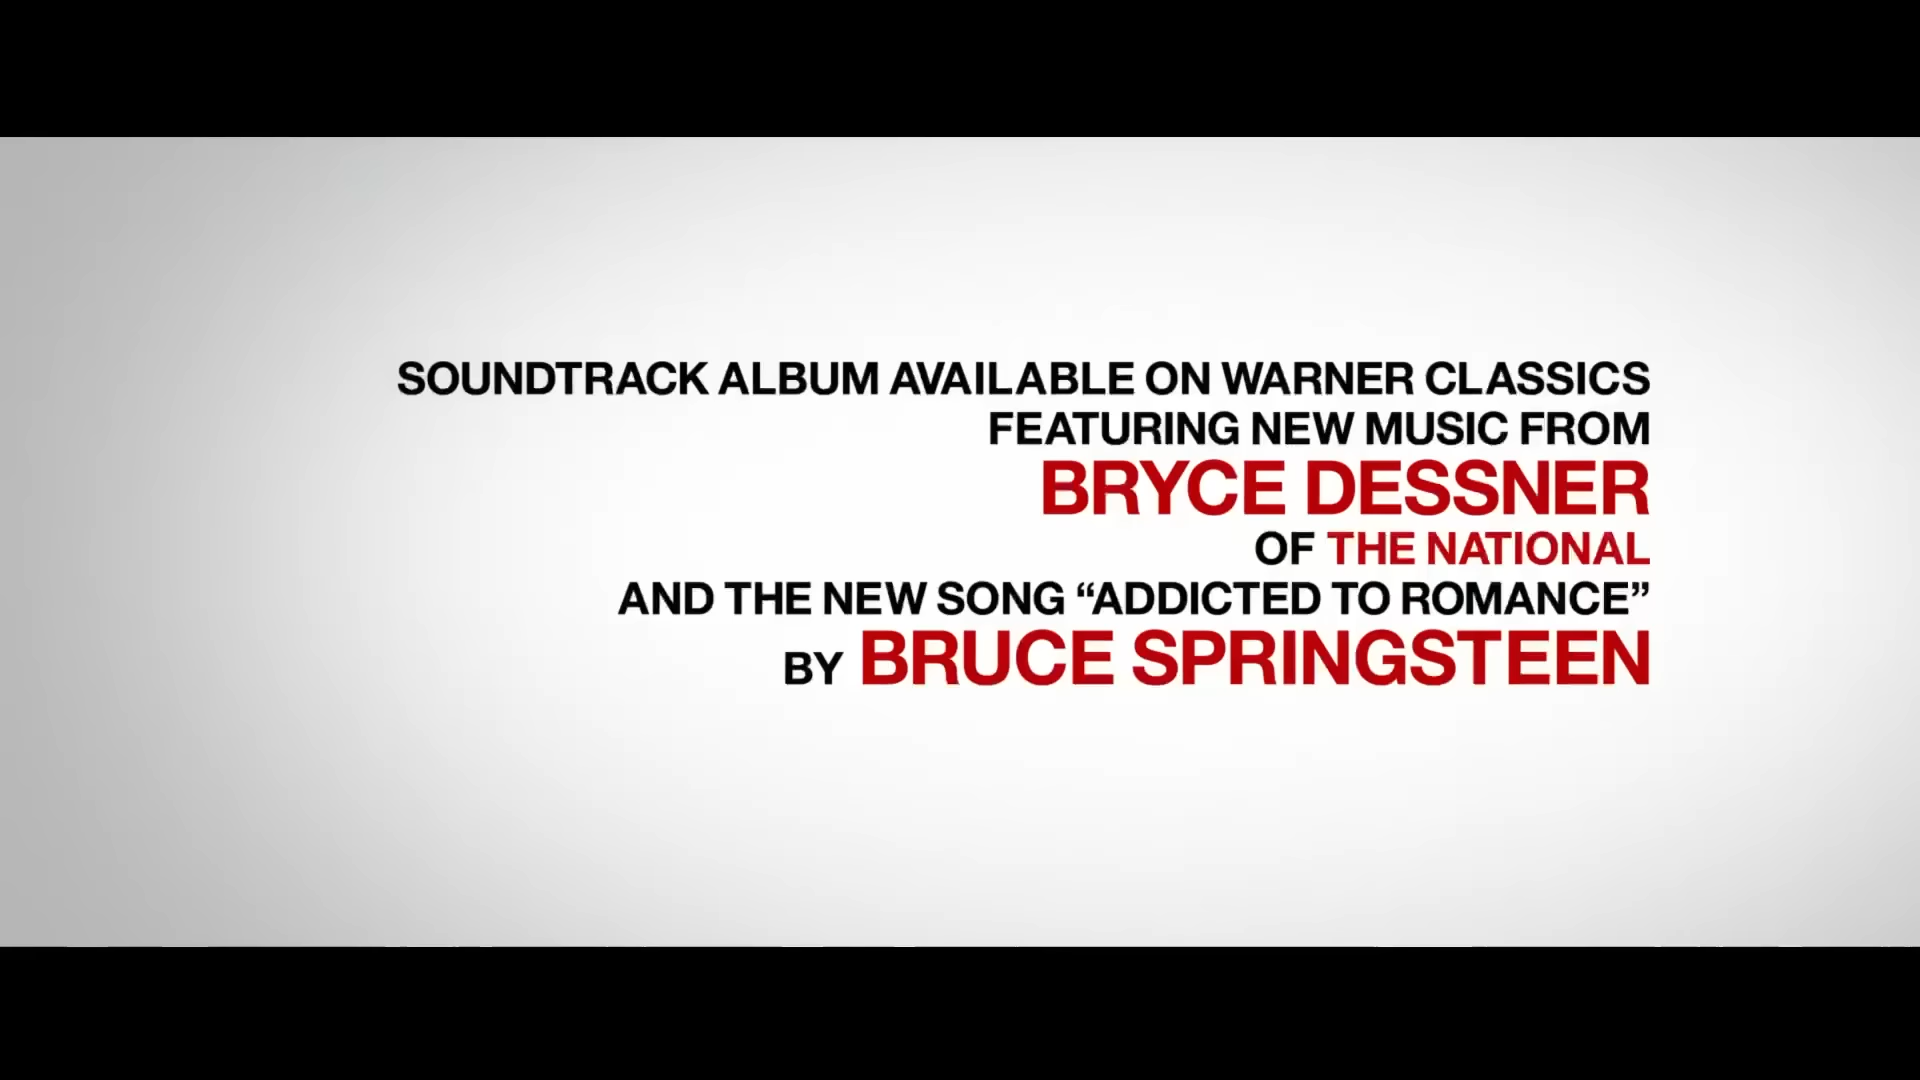 SOUNDTRACK ALBUM AVAILABLE ON WARNER CLASSICS
FEATURING NEW MUSIC FROM
BRYCE DESSNER
OF THE NATIONAL
AND THE NEW SONG “ADDICTED TO ROMANCE”
BY BRUCE SPRINGSTEEN